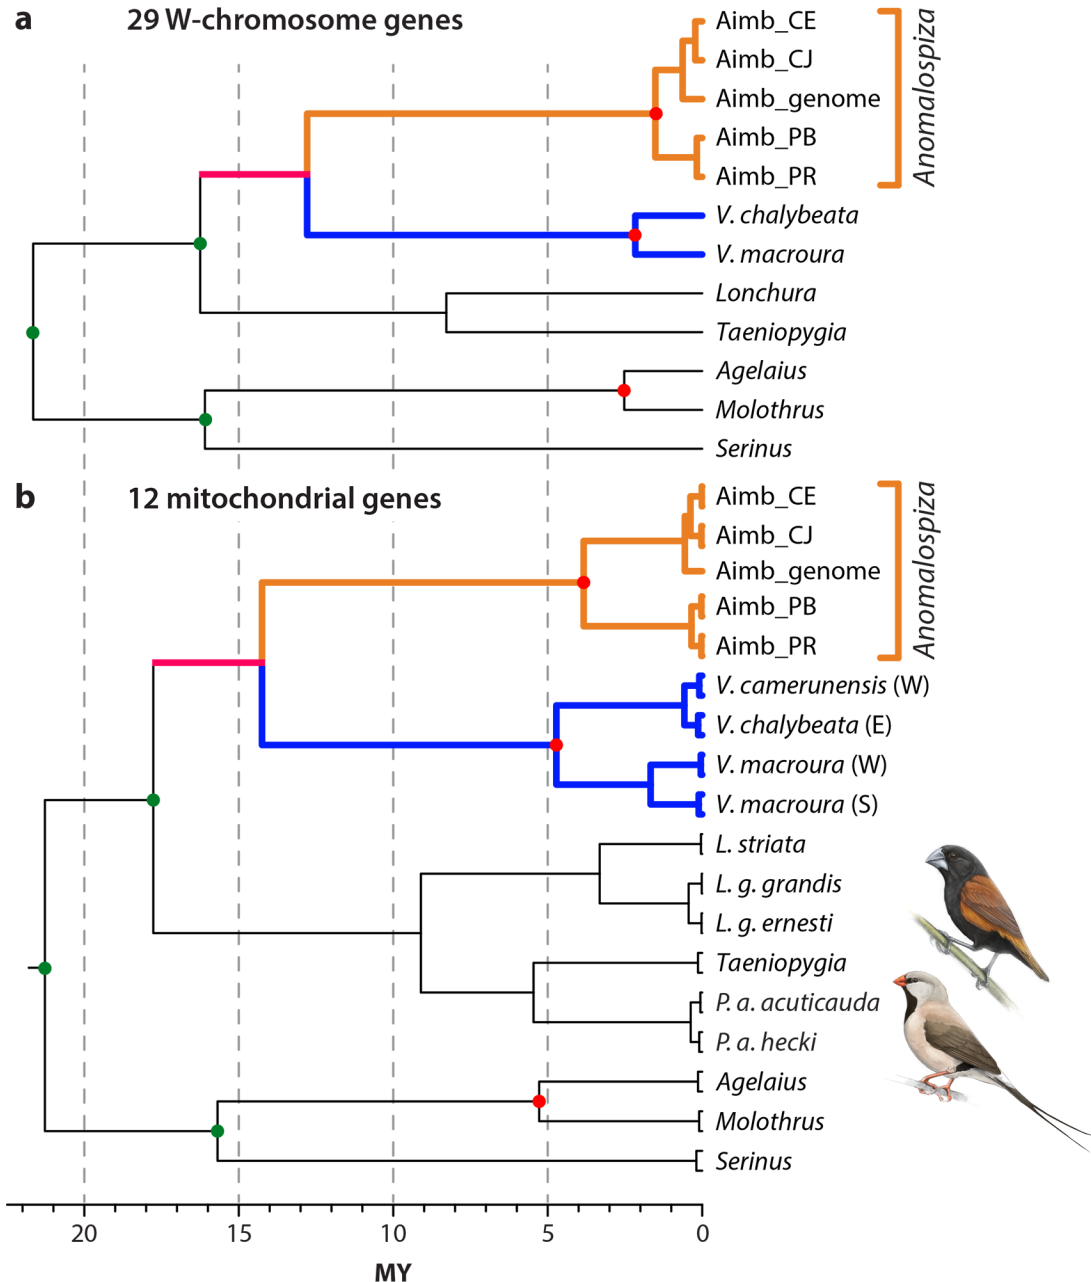 a
29 W-chromosome genes
Aimb_CE
Aimb_CJ
Aimb_genome
Aimb_PB
Aimb_PR
Anomalospiza
V. chalybeata
V. macroura
Lonchura
Taeniopygia
Agelaius
Molothrus
Serinus
b
12 mitochondrial genes
Aimb_CE
Aimb_CJ
Aimb_genome
Aimb_PB
Aimb_PR
Anomalospiza
V. camerunensis (W)
V. chalybeata (E)
V. macroura (W)
V. macroura (S)
L. striata
L. g. grandis
L. g. ernesti
Taeniopygia
P. a. acuticauda
P. a. hecki
Agelaius
Molothrus
Serinus
20 15 10 5 0
MY